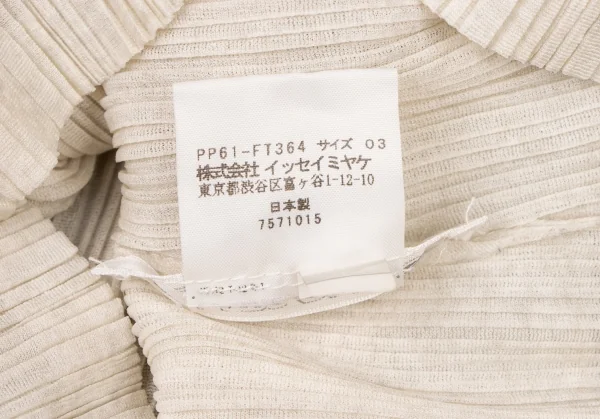 PP61-FT364 サイズ 03
株式会社 イッセイミヤケ
東京都渋谷区富ヶ谷1-12-10
日本製
7571015